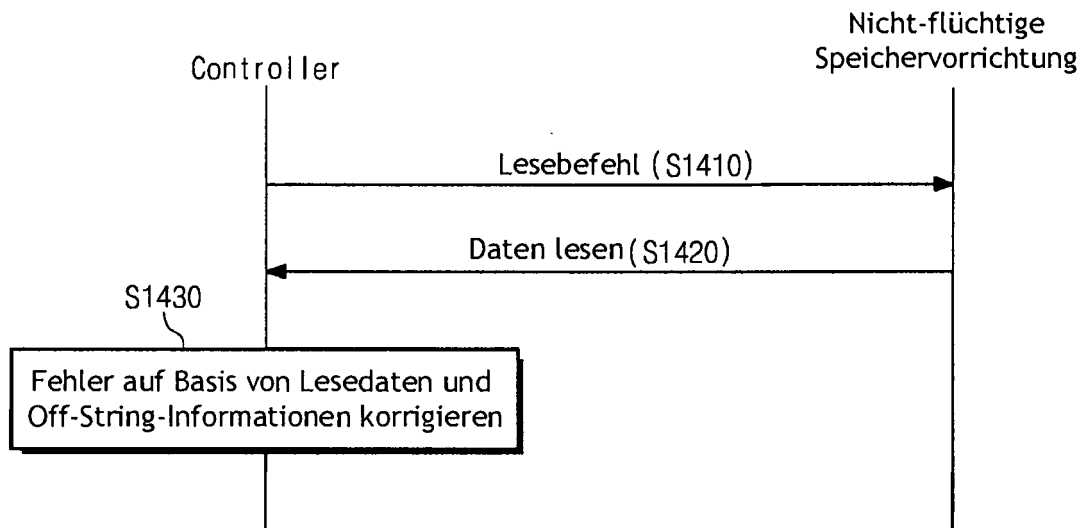 Nicht-flüchtige
Speichervorrichtung
Controller
Lesebefehl (S1410)
Daten lesen (S1420)
S1430
Fehler auf Basis von Lesedaten und
Off-String-Informationen korrigieren